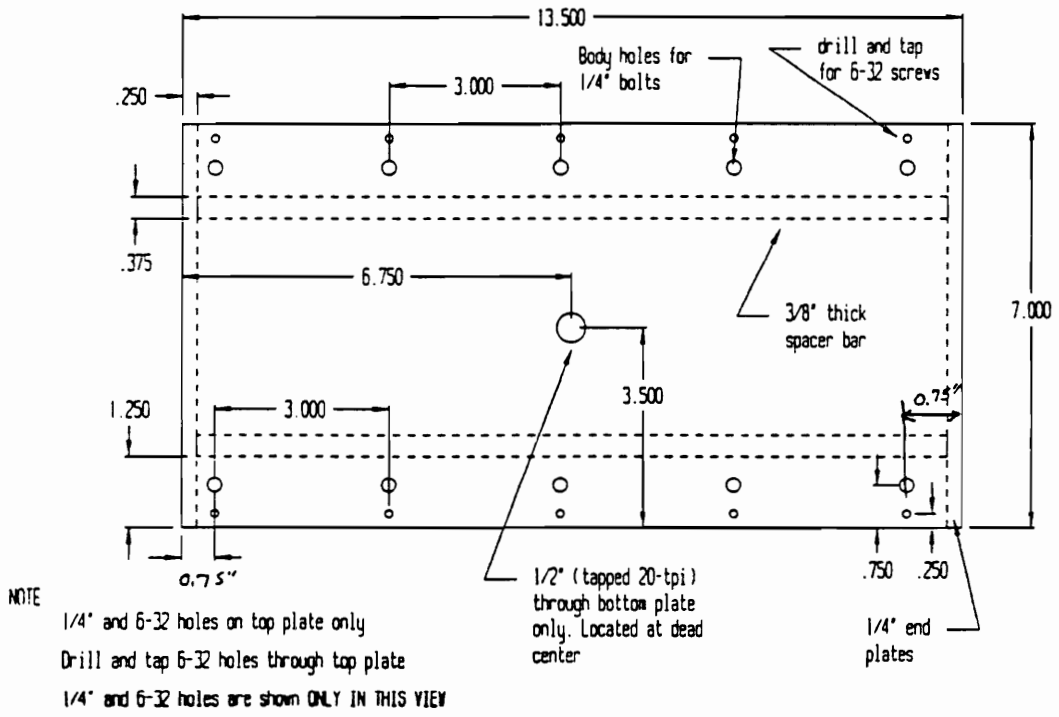 13.500
Body holes for
1/4" bolts
drill and tap
for 6-32 screws
3.000
.250
.375
6.750
3/8" thick
spacer bar
7.000
3.500
0.75"
1.250
3.000
0.75"
.750
.250
1/2" (tapped 20-tpi)
through bottom plate
only. Located at dead
center
1/4" end
plates
NOTE
1/4" and 6-32 holes on top plate only
Drill and tap 6-32 holes through top plate
1/4" and 6-32 holes are shown ONLY IN THIS VIEW